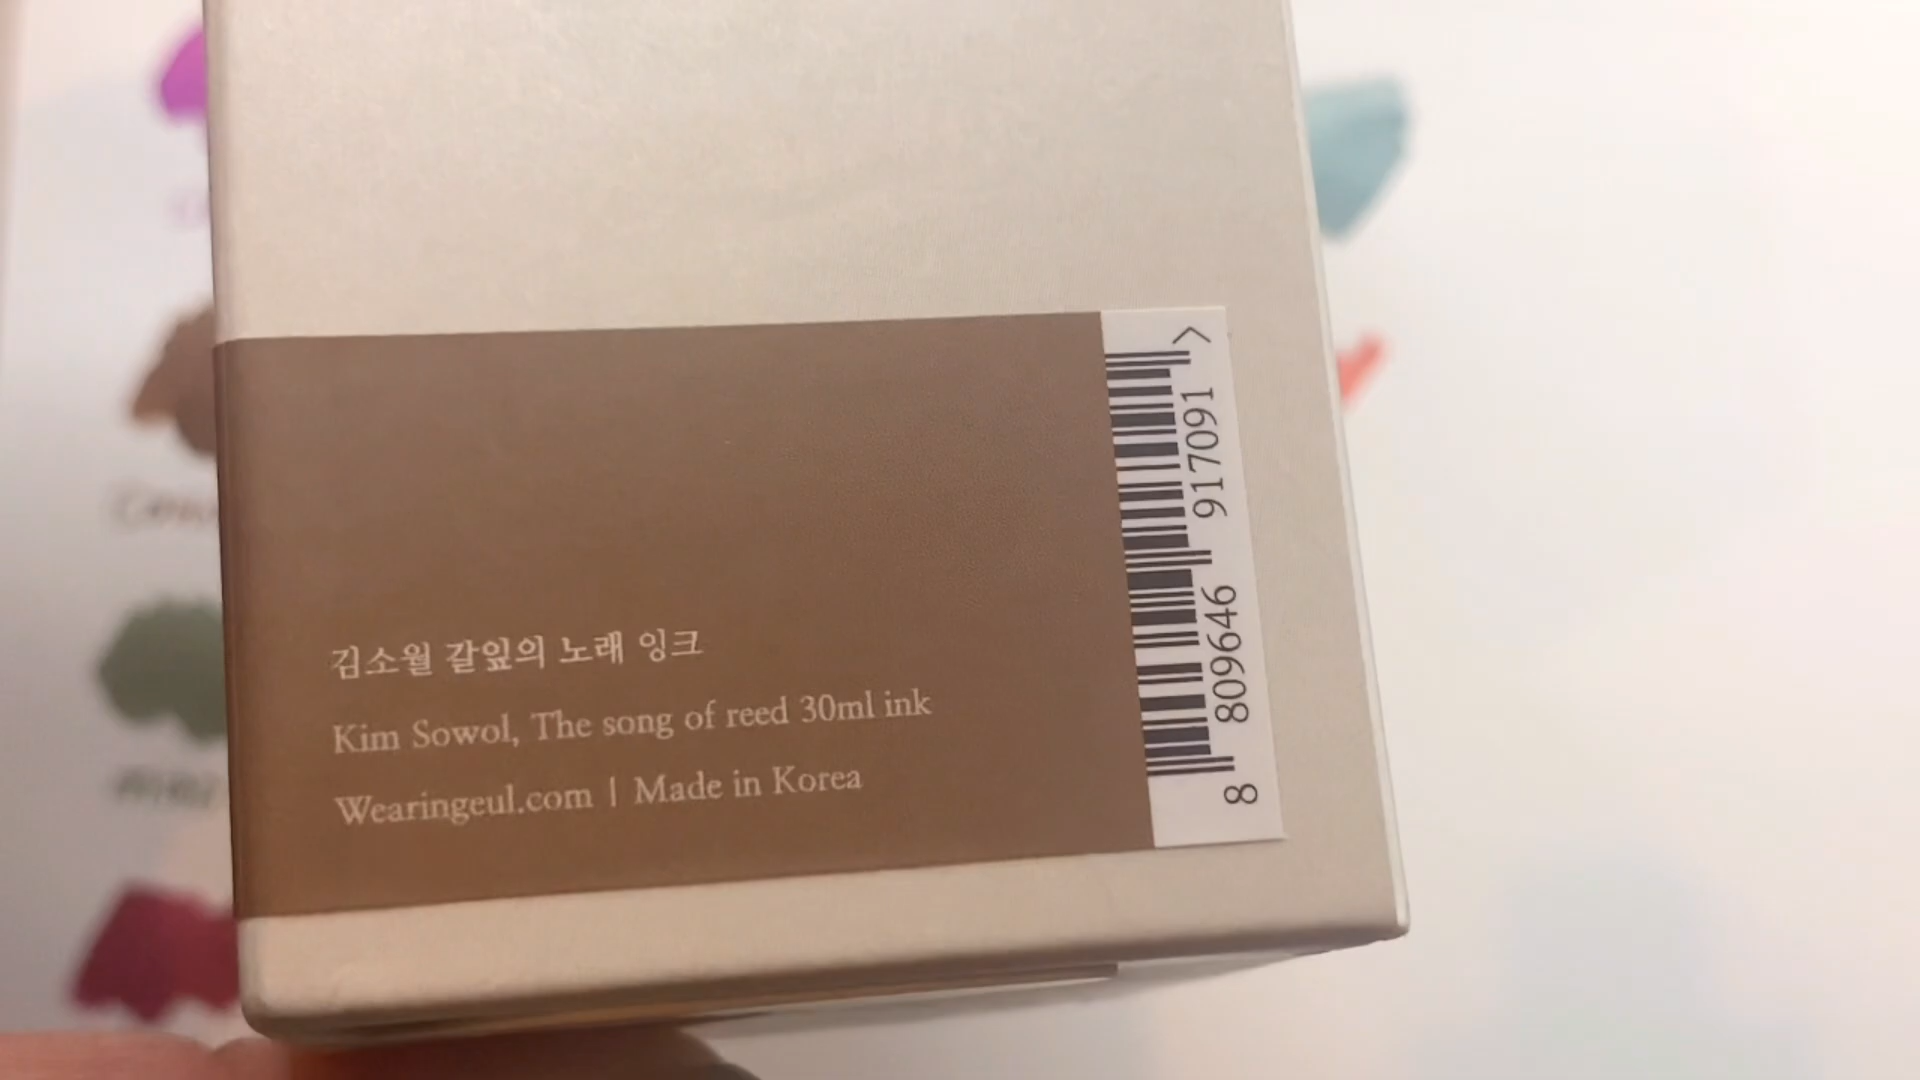 김소월 갈잎의 노래 잉크
Kim Sowol, The song of reed 30ml ink
Wearingeul.com | Made in Korea
8 809646 917091 >